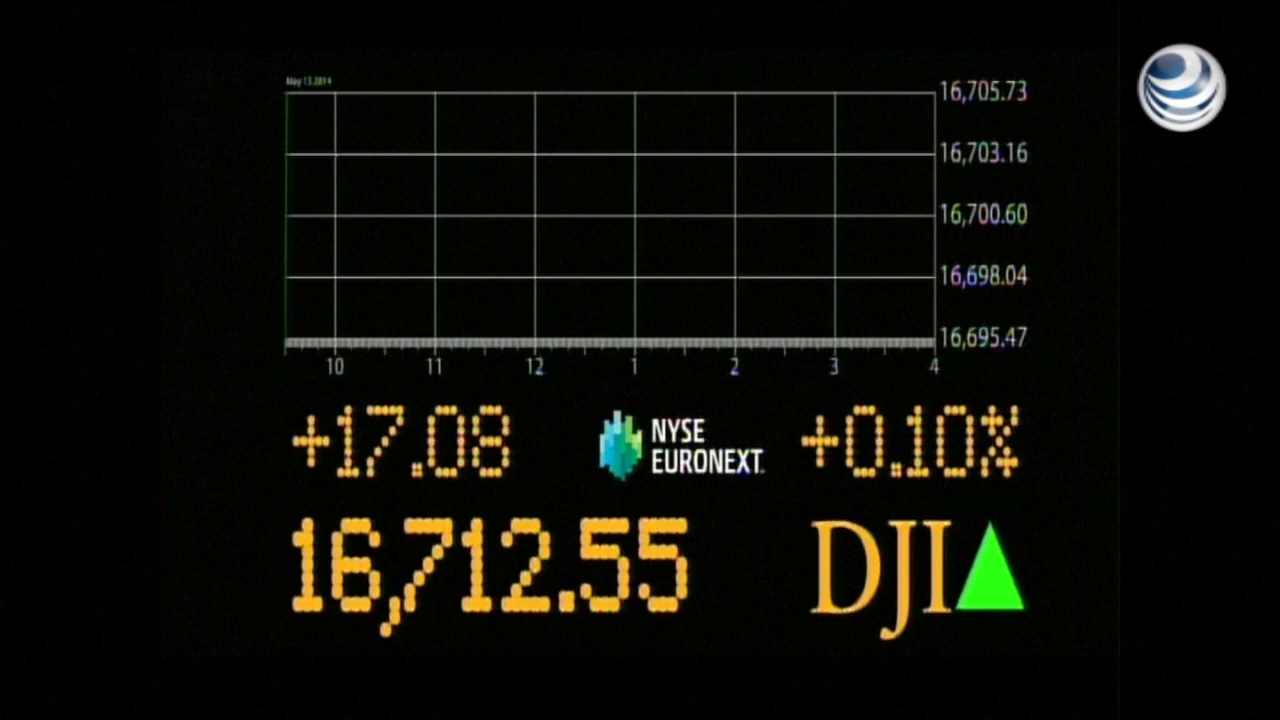 May 13 2014
16,705.73
16,703.16
16,700.60
16,698.04
16,695.47
10 11 12 1 2 3 4
+17.08
NYSE
EURONEXT
+0.10%
16,712.55
DJI